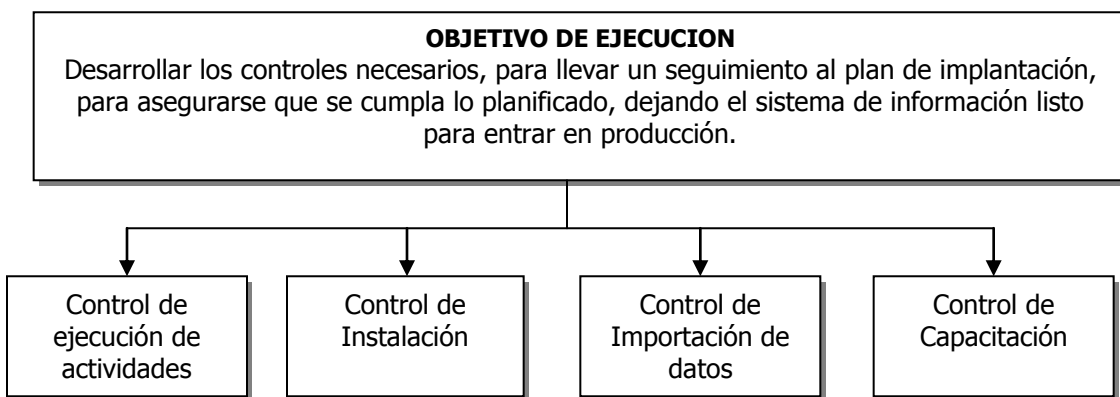 OBJETIVO DE EJECUCION
Desarrollar los controles necesarios, para llevar un seguimiento al plan de implantación,
para asegurarse que se cumpla lo planificado, dejando el sistema de información listo
para entrar en producción.
Control de
ejecución de
actividades
Control de
Instalación
Control de
Importación de
datos
Control de
Capacitación